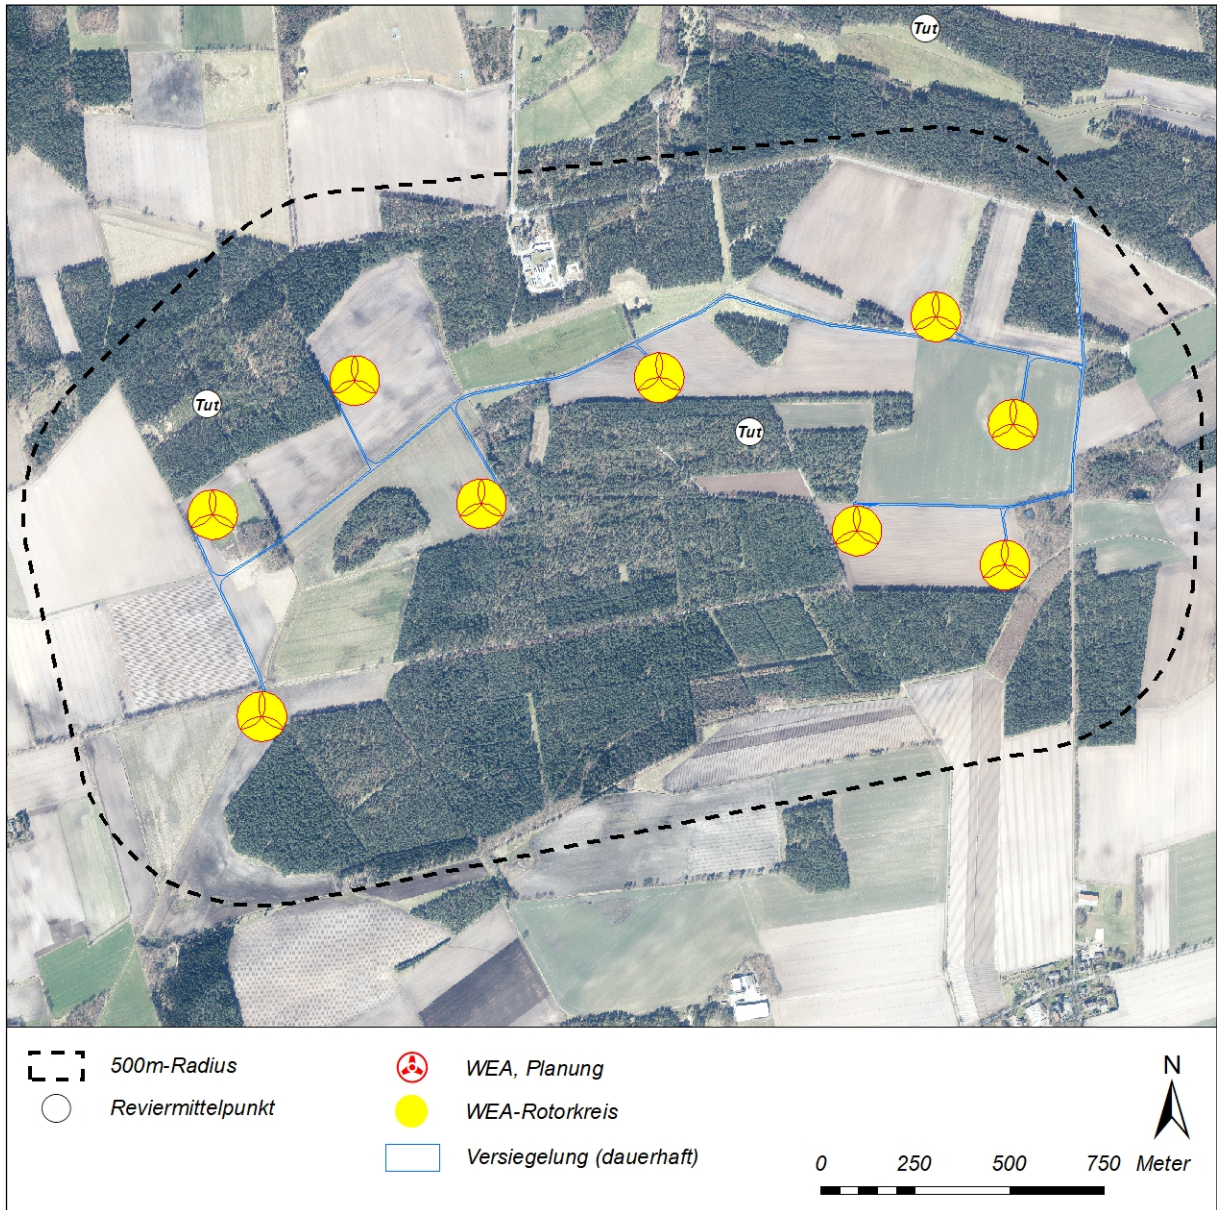 Tut
Tut
Tut
500m-Radius
Reviermittelpunkt
WEA, Planung
WEA-Rotorkreis
Versiegelung (dauerhaft)
N
0 250 500 750 Meter